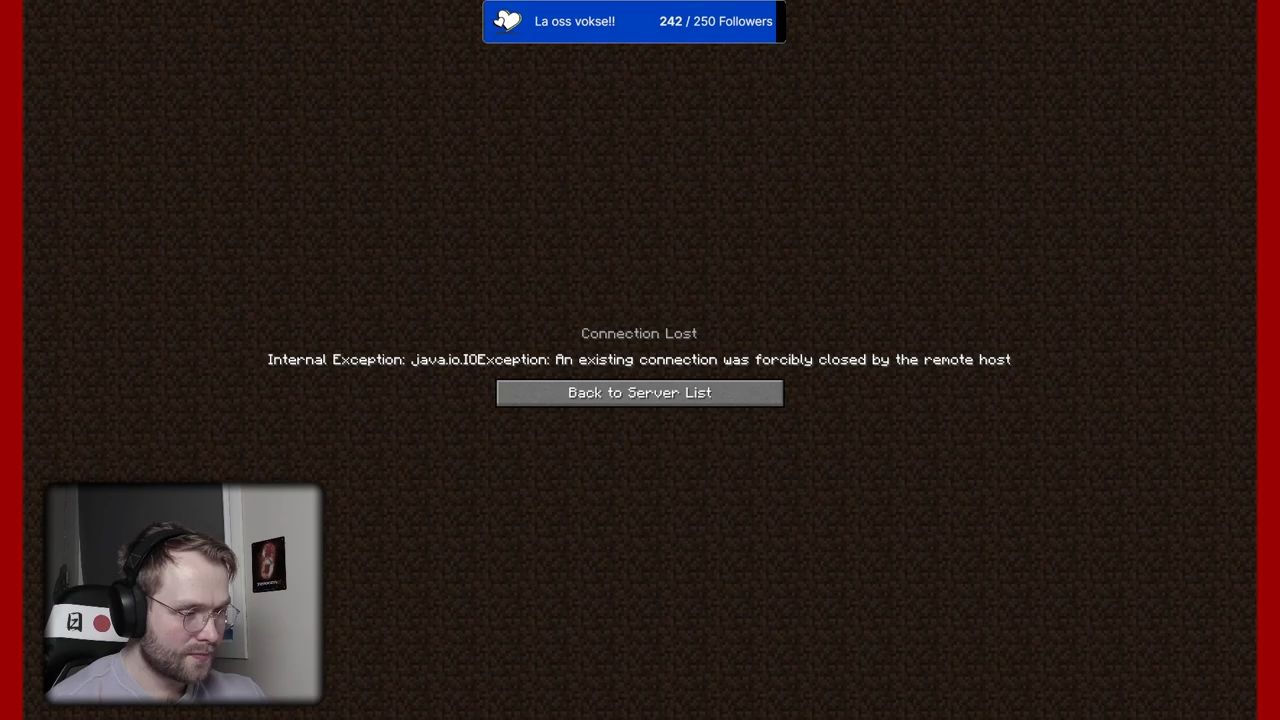 La oss vokse!! 242 / 250 Followers
Connection Lost
Internal Exception: java.io.IOException: An existing connection was forcibly closed by the remote host
Back to Server List